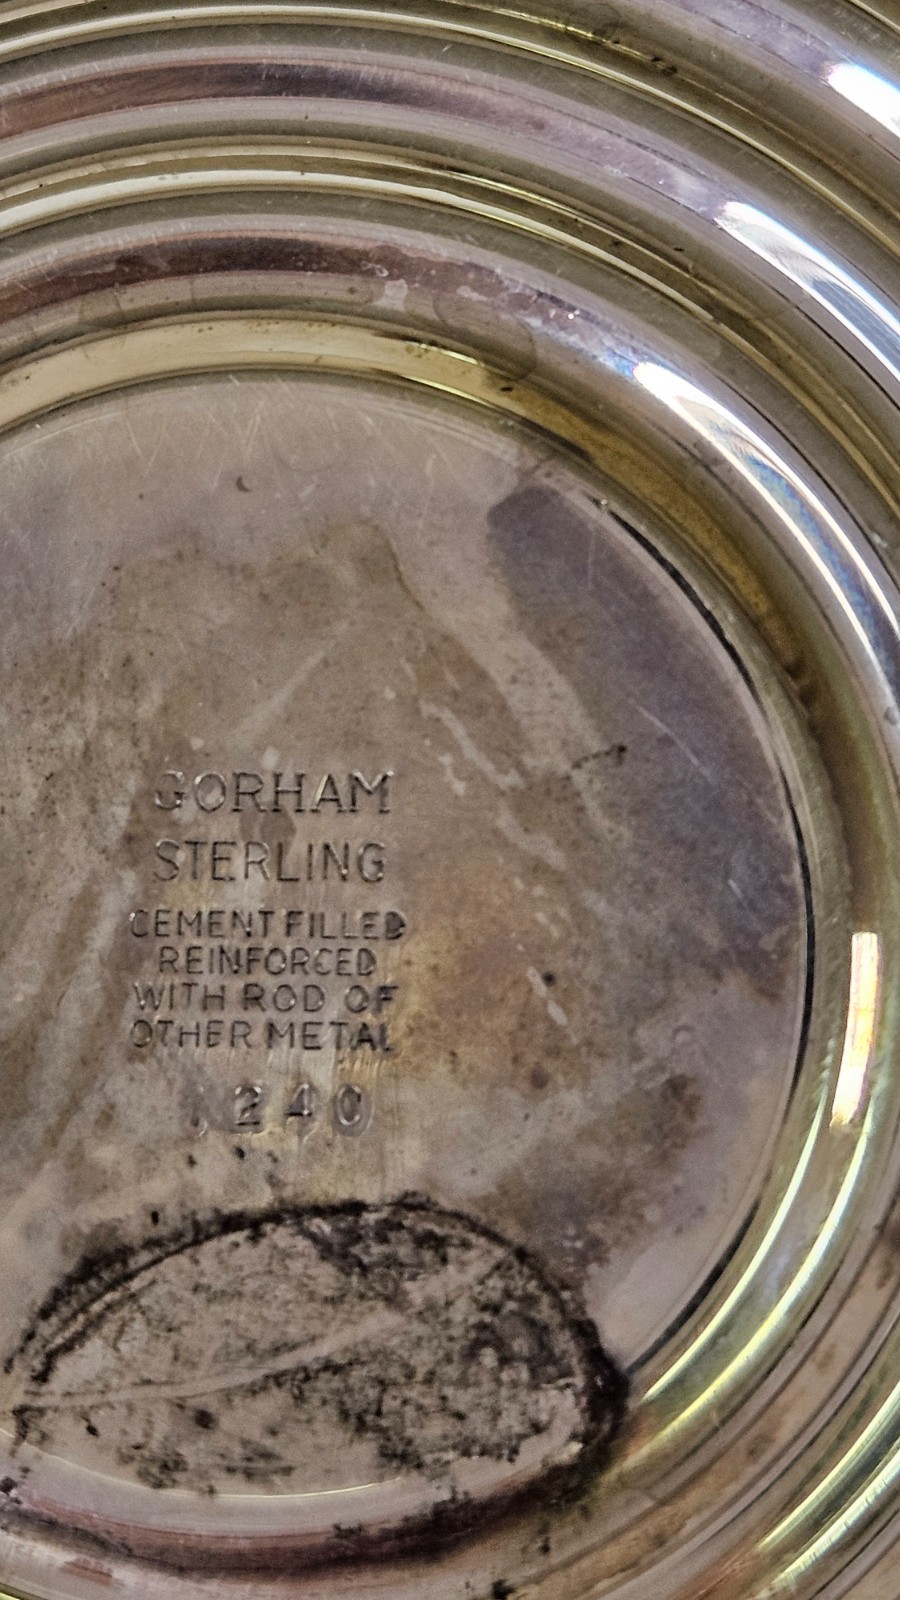 GORHAM
STERLING
CEMENT FILLED
REINFORCED
WITH ROD OF
OTHER METAL
240